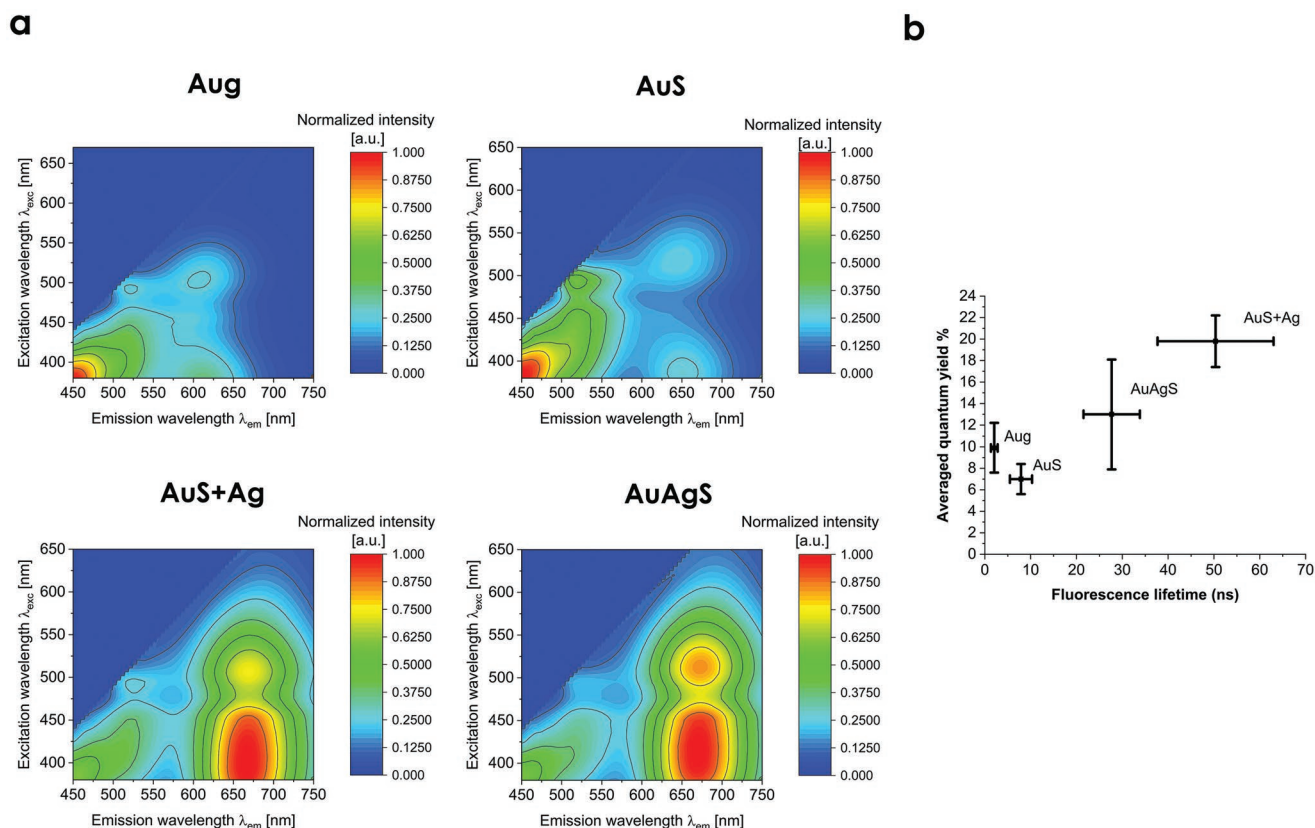 a
Aug
Normalized intensity
[a.u.]
Excitation wavelength λexc [nm]
650
600
550
500
450
400
450 500 550 600 650 700 750
Emission wavelength λem [nm]
1.000
0.8750
0.7500
0.6250
0.5000
0.3750
0.2500
0.1250
0.000
AuS
Normalized intensity
[a.u.]
Excitation wavelength λexc [nm]
650
600
550
500
450
400
450 500 550 600 650 700 750
Emission wavelength λem [nm]
1.000
0.8750
0.7500
0.6250
0.5000
0.3750
0.2500
0.1250
0.000
AuS+Ag
Normalized intensity
[a.u.]
Excitation wavelength λexc [nm]
650
600
550
500
450
400
450 500 550 600 650 700 750
Emission wavelength λem [nm]
1.000
0.8750
0.7500
0.6250
0.5000
0.3750
0.2500
0.1250
0.000
AuAgS
Normalized intensity
[a.u.]
Excitation wavelength λexc [nm]
650
600
550
500
450
400
450 500 550 600 650 700 750
Emission wavelength λem [nm]
1.000
0.8750
0.7500
0.6250
0.5000
0.3750
0.2500
0.1250
0.000
b
Averaged quantum yield %
24
22
20
18
16
14
12
10
8
6
4
2
0
AuS+Ag
AuAgS
Aug
AuS
0 10 20 30 40 50 60 70
Fluorescence lifetime (ns)